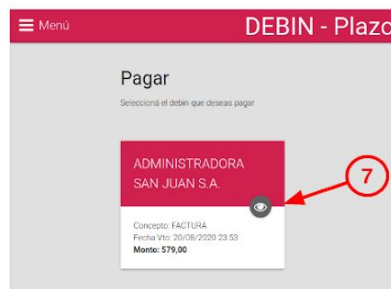 Menú
DEBIN - Plazo
Pagar
Seleccioná el debin que deseas pagar
ADMINISTRADORA
SAN JUAN S.A.
7
Concepto: FACTURA
Fecha Vto: 20/08/2020 23:53
Monto: 579,00